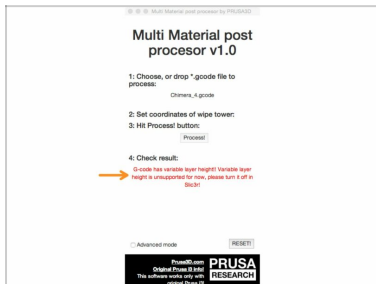 Multi Material post processor by PRUSA3D
Multi Material post
procesor v1.0
1: Choose, or drop *.gcode file to
process:
Chimera_4.gcode
2: Set coordinates of wipe tower:
3: Hit Process! button:
Process!
4: Check result:
G-code has variable layer height!! Variable layer
height is unsupported for now, please turn it off in
Slic3r!
Advanced mode
RESET!
Prusa3D.com
Original Prusa i3 Info!
This software works only with
original Prusa i3!
PRUSA
RESEARCH